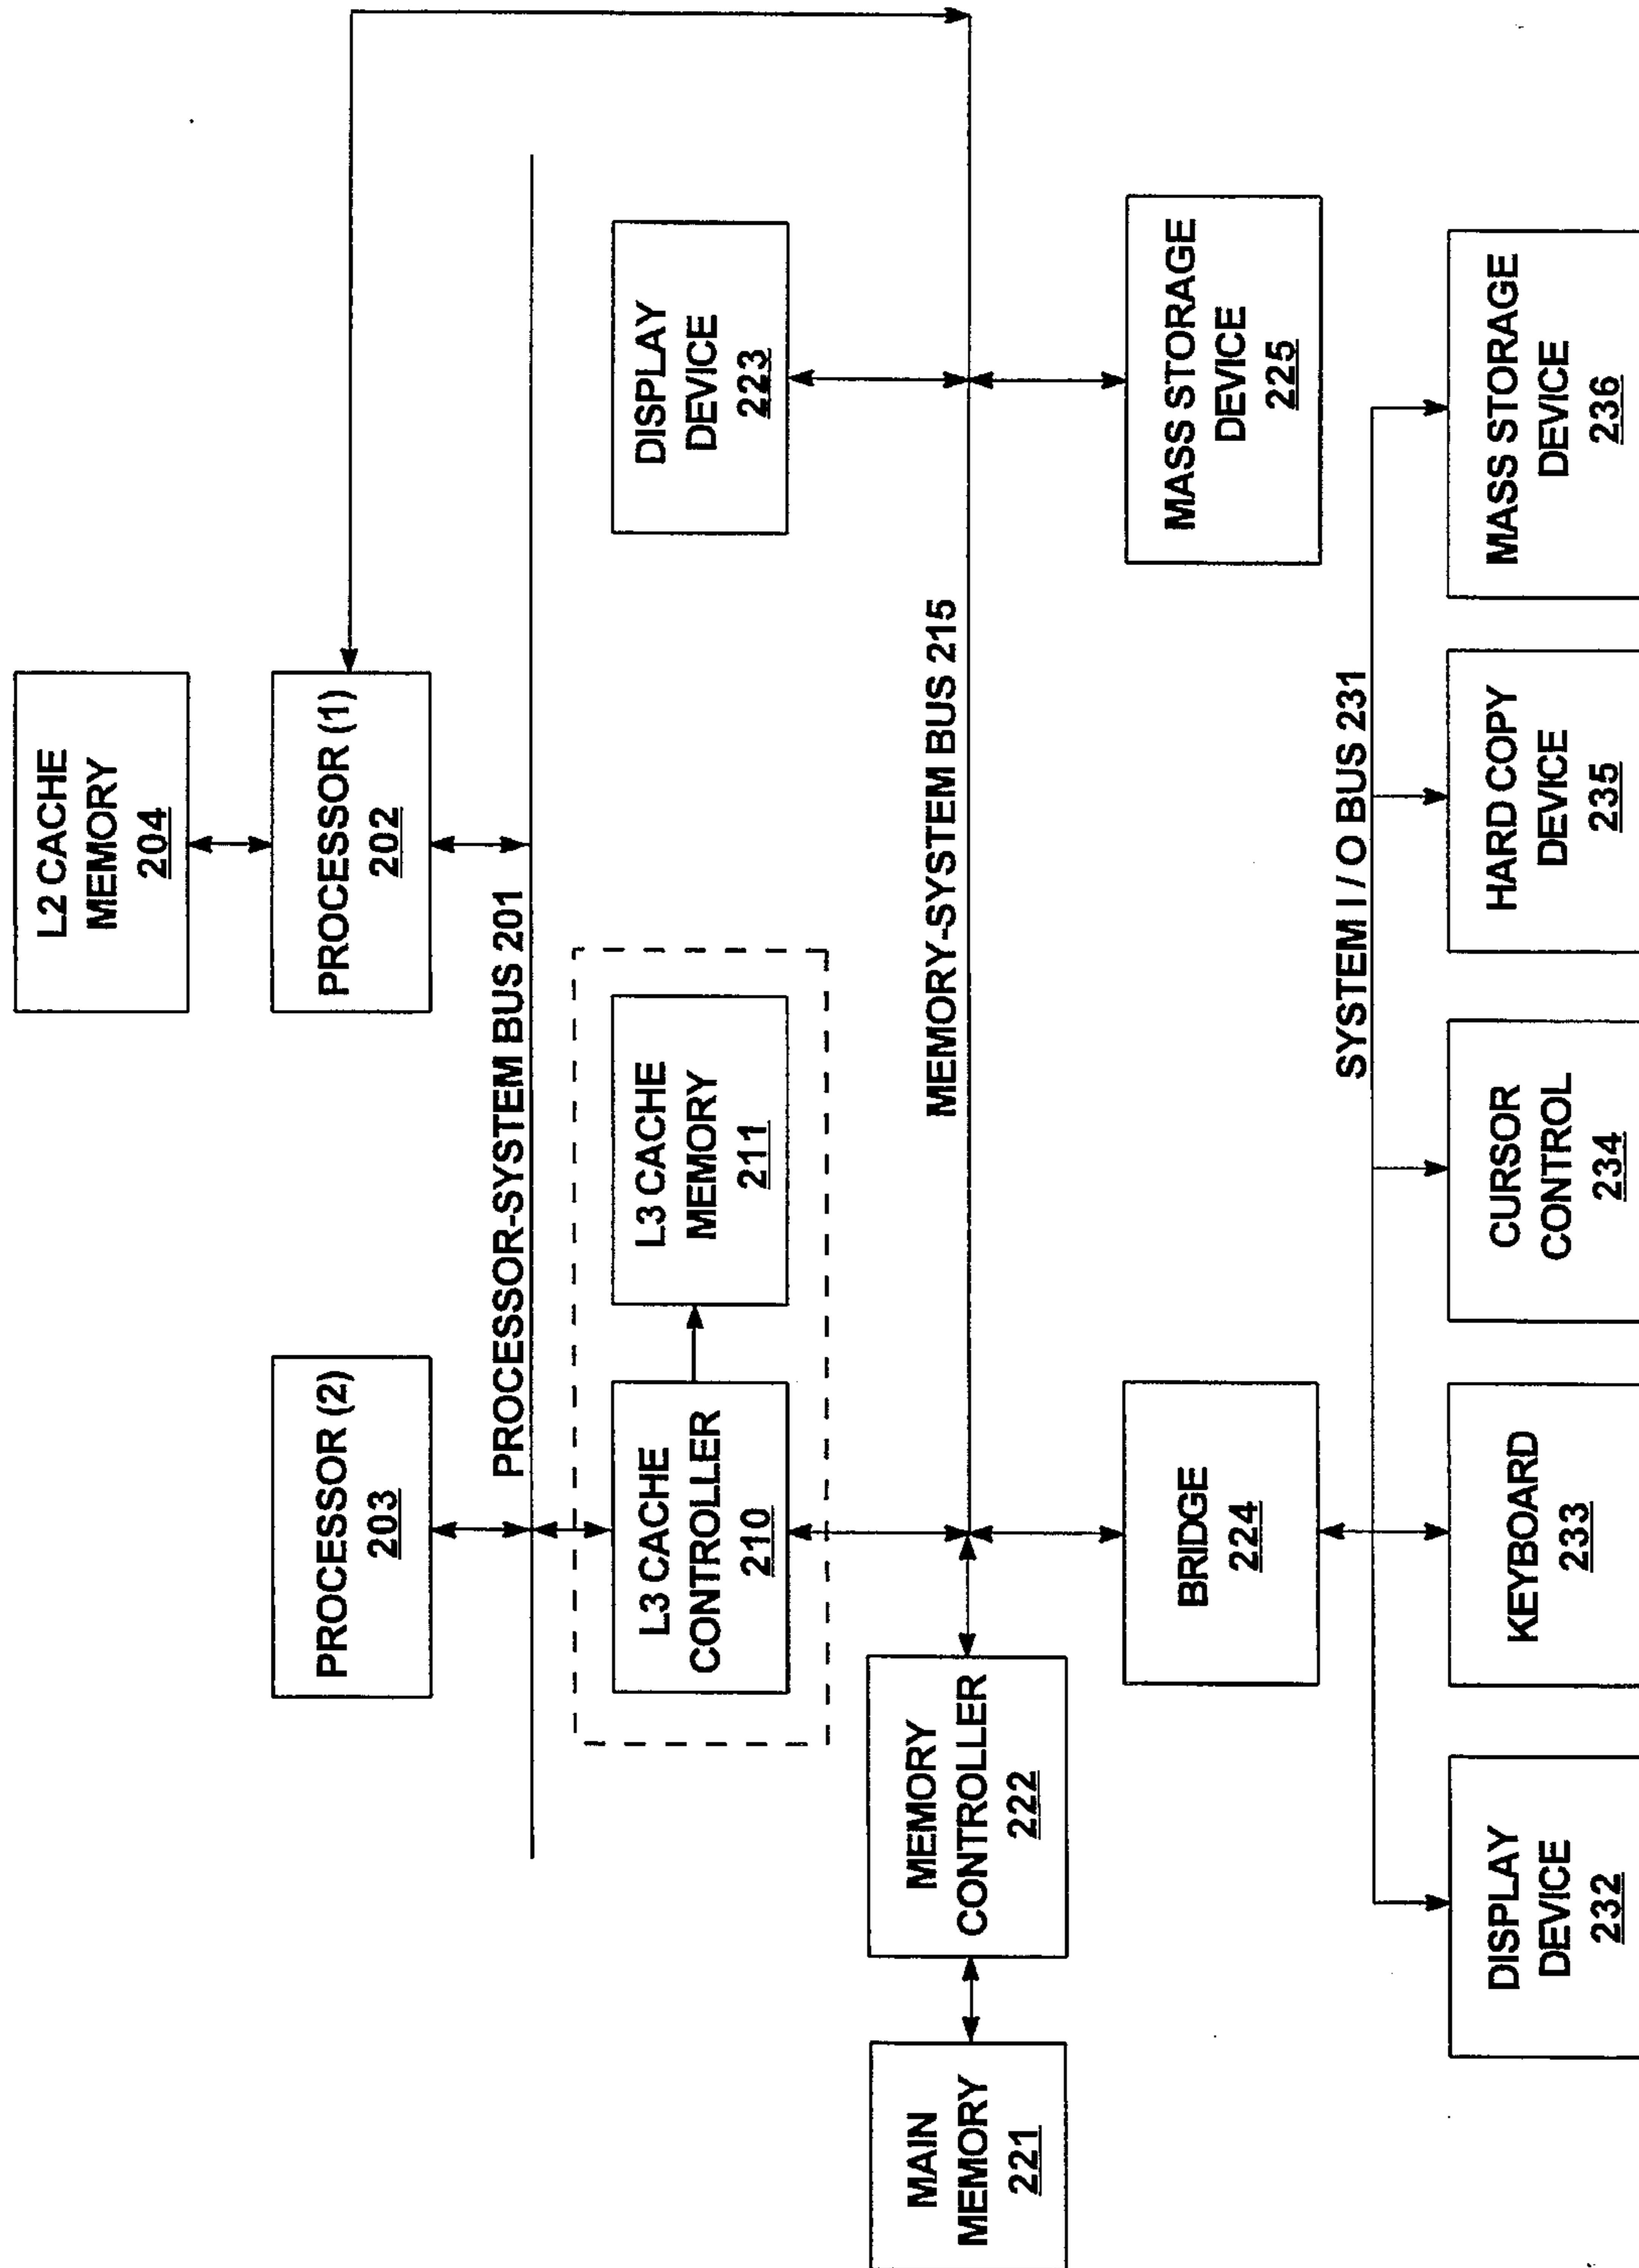 L2 CACHE
MEMORY
204
PROCESSOR (2)
203
PROCESSOR (1)
202
PROCESSOR-SYSTEM BUS 201
L3 CACHE
CONTROLLER
210
L3 CACHE
MEMORY
211
DISPLAY
DEVICE
223
MAIN
MEMORY
221
MEMORY
CONTROLLER
222
MEMORY-SYSTEM BUS 215
BRIDGE
224
MASS STORAGE
DEVICE
225
SYSTEM I / O BUS 231
DISPLAY
DEVICE
232
KEYBOARD
233
CURSOR
CONTROL
234
HARD COPY
DEVICE
235
MASS STORAGE
DEVICE
236